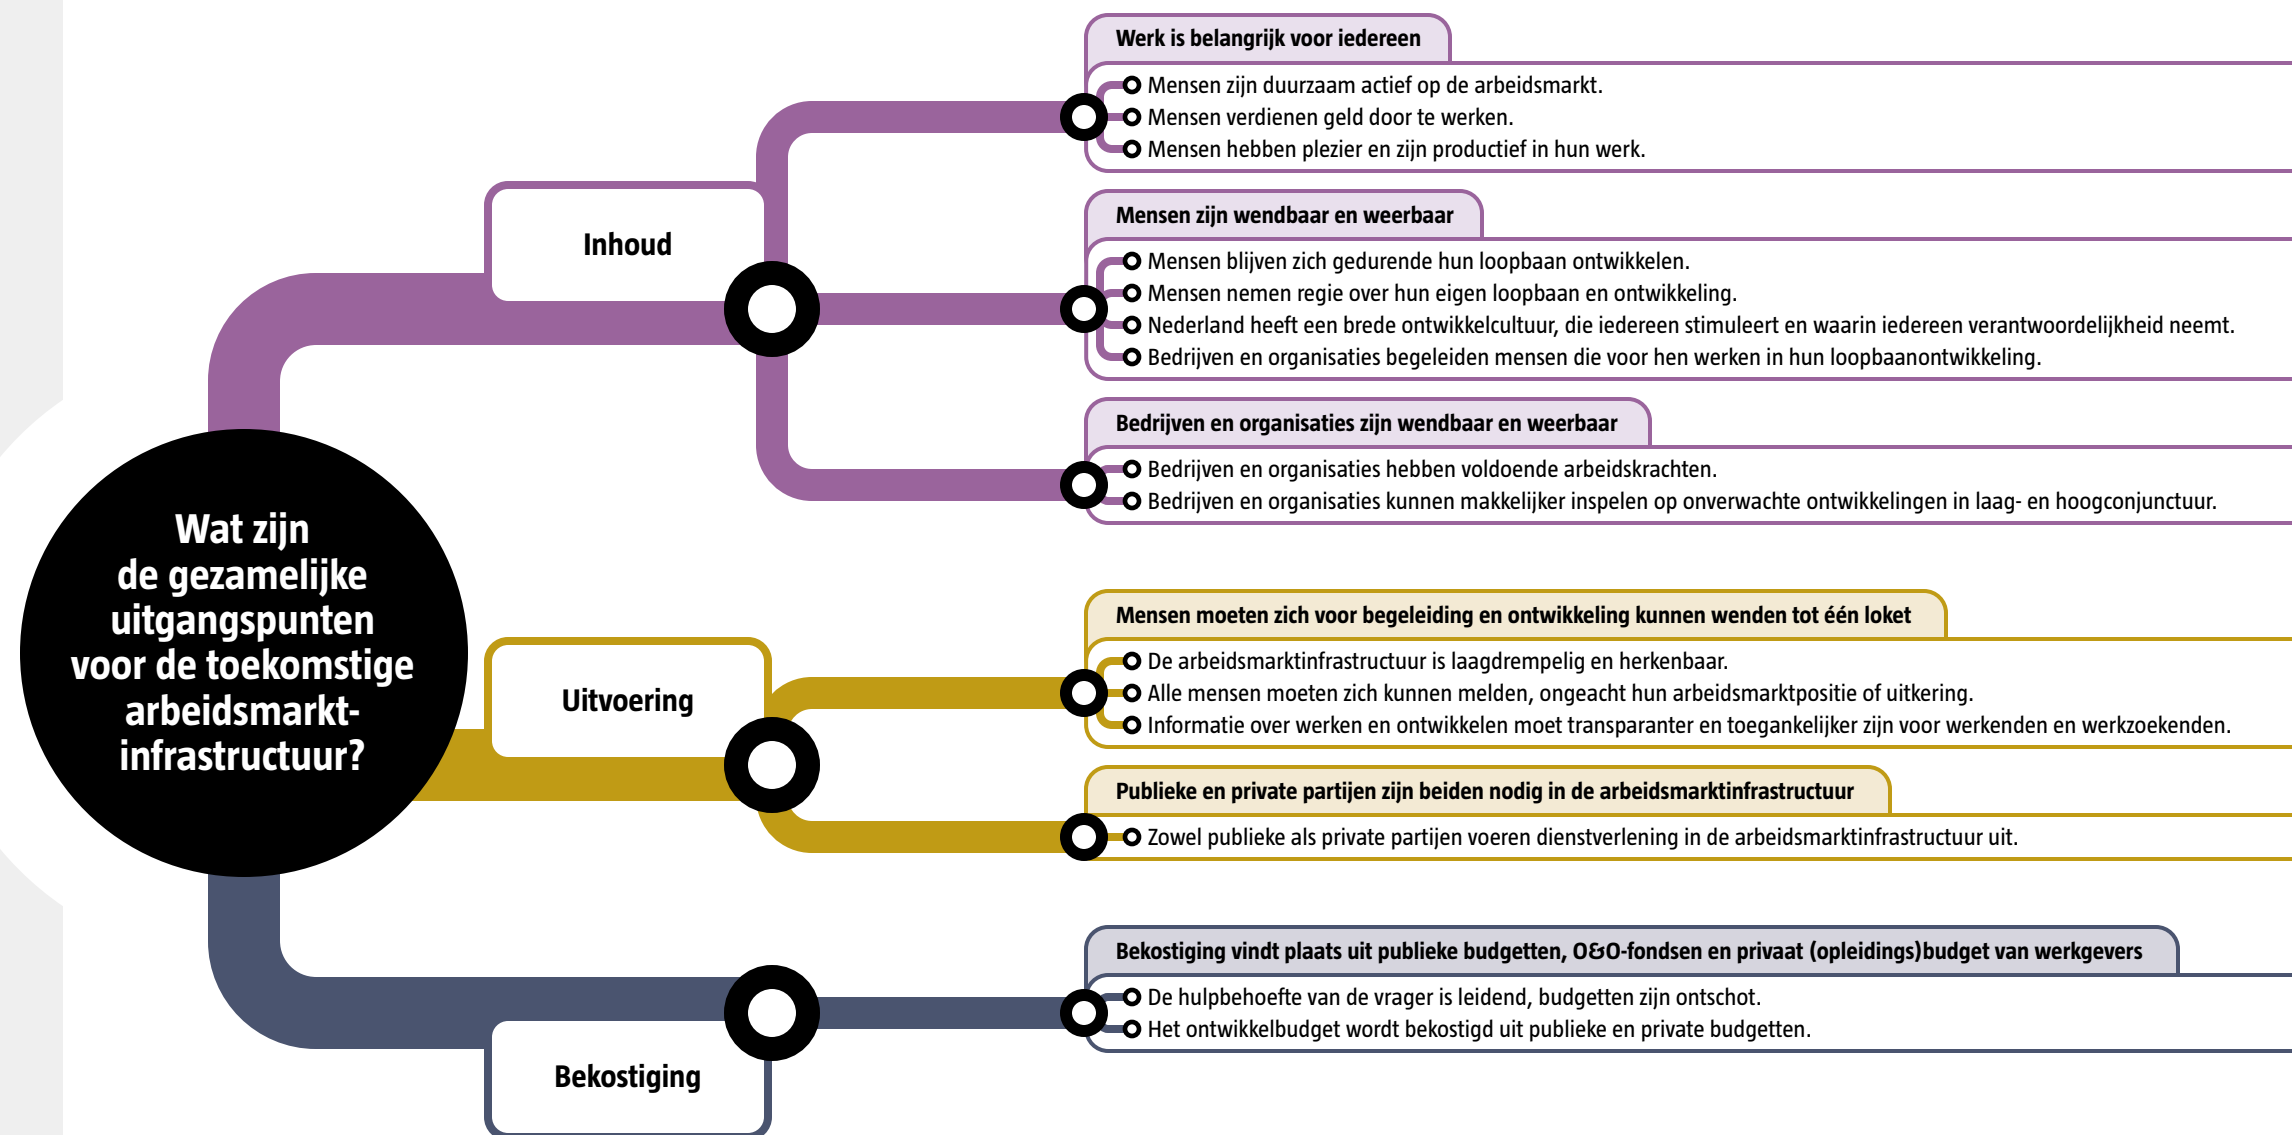 Wat zijn
de gezamelijke
uitgangspunten
voor de toekomstige
arbeidsmarkt-
infrastructuur?
Inhoud
Werk is belangrijk voor iedereen
Mensen zijn duurzaam actief op de arbeidsmarkt.
Mensen verdienen geld door te werken.
Mensen hebben plezier en zijn productief in hun werk.
Mensen zijn wendbaar en weerbaar
Mensen blijven zich gedurende hun loopbaan ontwikkelen.
Mensen nemen regie over hun eigen loopbaan en ontwikkeling.
Nederland heeft een brede ontwikkelcultuur, die iedereen stimuleert en waarin iedereen verantwoordelijkheid neemt.
Bedrijven en organisaties begeleiden mensen die voor hen werken in hun loopbaanontwikkeling.
Bedrijven en organisaties zijn wendbaar en weerbaar
Bedrijven en organisaties hebben voldoende arbeidskrachten.
Bedrijven en organisaties kunnen makkelijker inspelen op onverwachte ontwikkelingen in laag- en hoogconjunctuur.
Uitvoering
Mensen moeten zich voor begeleiding en ontwikkeling kunnen wenden tot één loket
De arbeidsmarktinfrastructuur is laagdrempelig en herkenbaar.
Alle mensen moeten zich kunnen melden, ongeacht hun arbeidsmarktpositie of uitkering.
Informatie over werken en ontwikkelen moet transparanter en toegankelijker zijn voor werkenden en werkzoekenden.
Publieke en private partijen zijn beiden nodig in de arbeidsmarktinfrastructuur
Zowel publieke als private partijen voeren dienstverlening in de arbeidsmarktinfrastructuur uit.
Bekostiging
Bekostiging vindt plaats uit publieke budgetten, O&O-fondsen en privaat (opleidings)budget van werkgevers
De hulpbehoefte van de vrager is leidend, budgetten zijn ontschot.
Het ontwikkelbudget wordt bekostigd uit publieke en private budgetten.